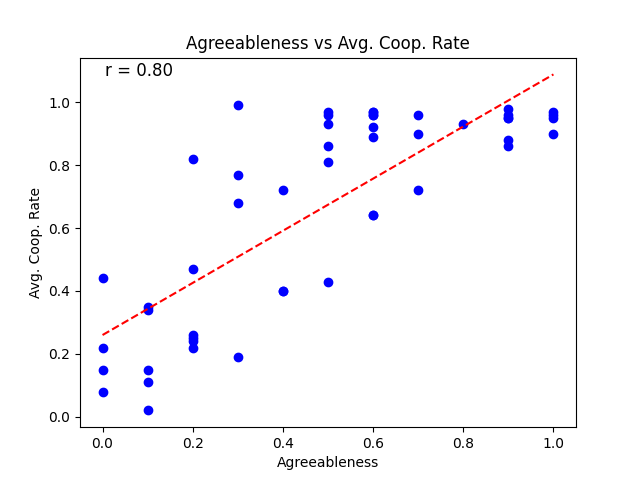 Agreeableness vs Avg. Coop. Rate
r = 0.80
Avg. Coop. Rate
1.0
0.8
0.6
0.4
0.2
0.0
0.0 0.2 0.4 0.6 0.8 1.0
Agreeableness